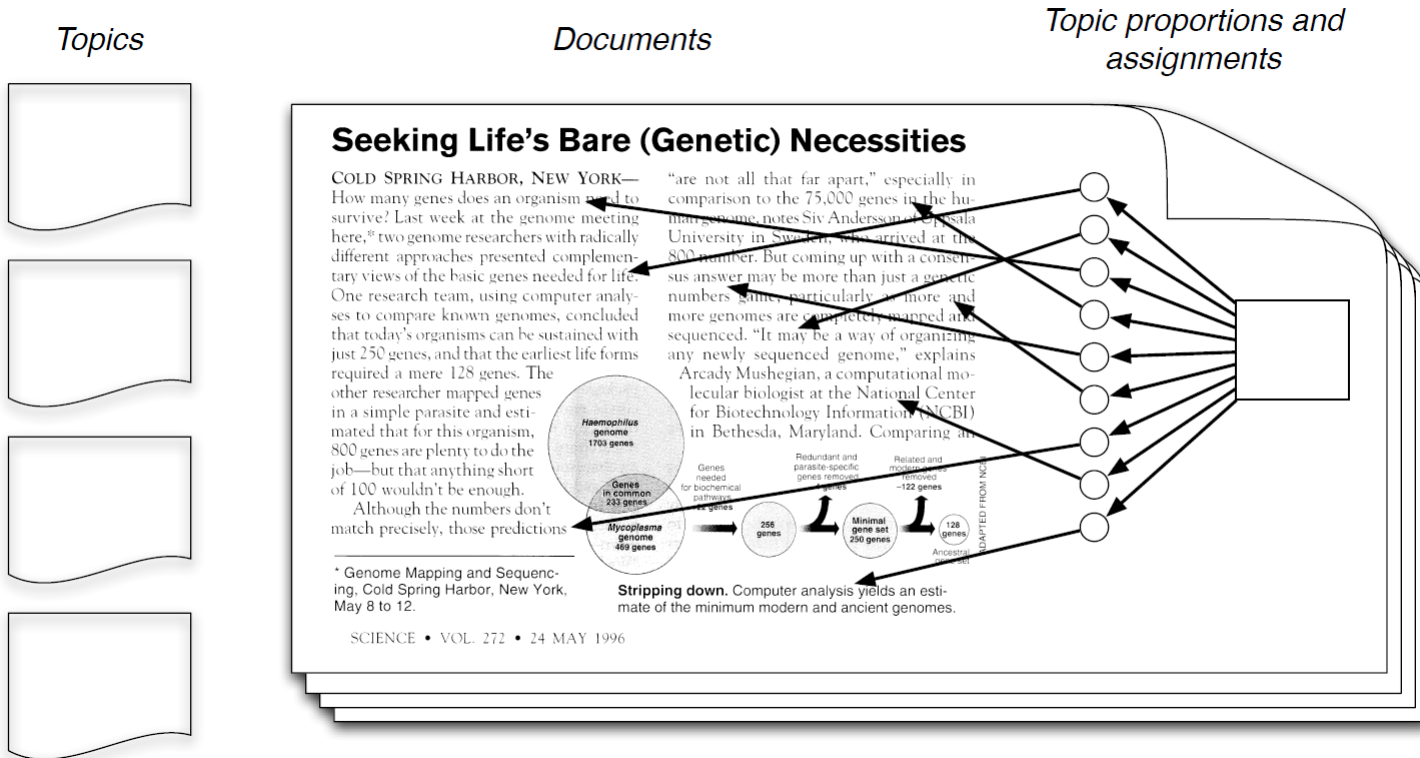 Topics
Documents
Topic proportions and
assignments
Seeking Life's Bare (Genetic) Necessities
COLD SPRING HARBOR, NEW YORK—
How many genes does an organism need to
survive? Last week at the genome meeting
here,* two genome researchers with radically
different approaches presented complemen-
tary views of the basic genes needed for life.
One research team, using computer analy-
ses to compare known genomes, concluded
that today's organisms can be sustained with
just 250 genes, and that the earliest life forms
required a mere 128 genes. The
other researcher mapped genes
in a simple parasite and esti-
mated that for this organism,
800 genes are plenty to do the
job—but that anything short
of 100 wouldn't be enough.
Although the numbers don't
match precisely, those predictions
* Genome Mapping and Sequenc-
ing, Cold Spring Harbor, New York,
May 8 to 12.
"are not all that far apart," especially in
comparison to the 75,000 genes in the hu-
man genome, notes Siv Andersson of Uppsala
University in Sweden, who arrived at the
800 number. But coming up with a consen-
sus answer may be more than just a genetic
numbers game, particularly as more and
more genomes are completely mapped and
sequenced. "It may be a way of organizing
any newly sequenced genome," explains
Arcady Mushegian, a computational mo-
lecular biologist at the National Center
for Biotechnology Information (NCBI)
in Bethesda, Maryland. Comparing an
Haemophilus
genome
1703 genes
Genes
in common
233 genes
Mycoplasma
genome
469 genes
Genes
needed
for biochemical
pathways
genes
256
genes
Redundant and
parasite-specific
genes removed
genes
Minimal
gene set
250 genes
Related and
modern genes
removed
–122 genes
128
genes
Ancestral
gene set
ADAPTED FROM NCBI
Stripping down. Computer analysis yields an esti-
mate of the minimum modern and ancient genomes.
SCIENCE • VOL. 272 • 24 MAY 1996